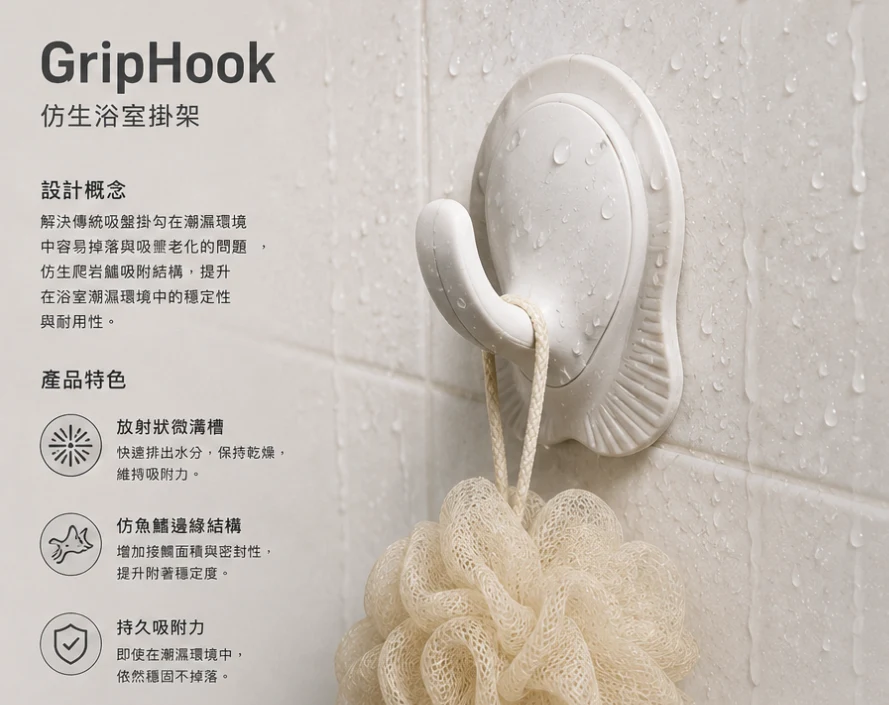 GripHook
仿生浴室掛架
設計概念
解決傳統吸盤掛勾在潮濕環境
中容易掉落與吸盤老化的問題 ，
仿生爬岩鱸吸附結構，提升
在浴室潮濕環境中的穩定性
與耐用性。
產品特色
放射狀微溝槽
快速排出水分，保持乾燥，
維持吸附力。
仿魚鰭邊緣結構
增加接觸面積與密封性，
提升附著穩定度。
持久吸附力
即使在潮濕環境中，
依然穩固不掉落。